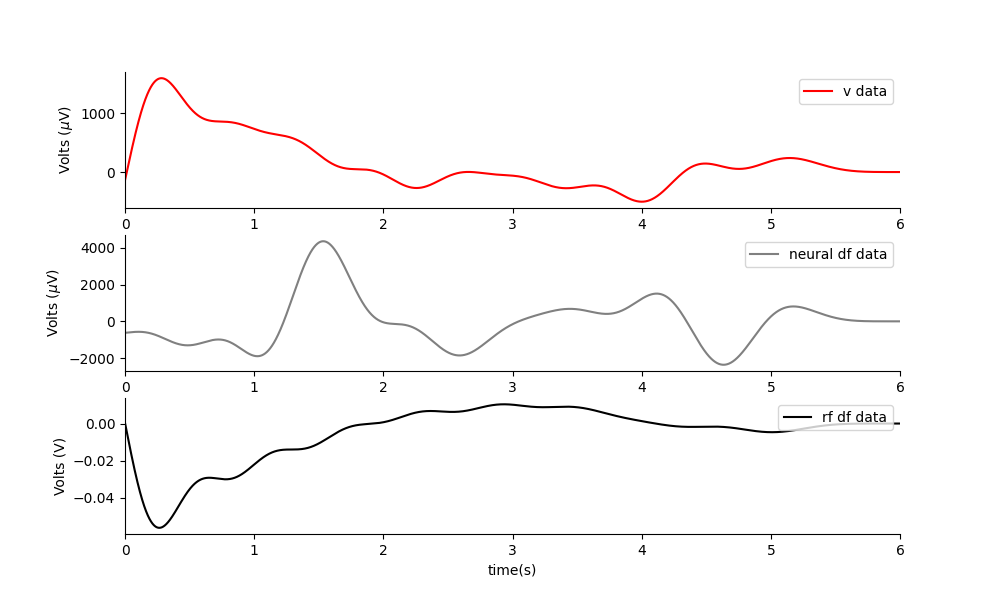 v data
Volts (μV)
1000
0
0 1 2 3 4 5 6
neural df data
Volts (μV)
4000
2000
0
−2000
0 1 2 3 4 5 6
rf df data
Volts (V)
0.00
−0.02
−0.04
0 1 2 3 4 5 6
time(s)